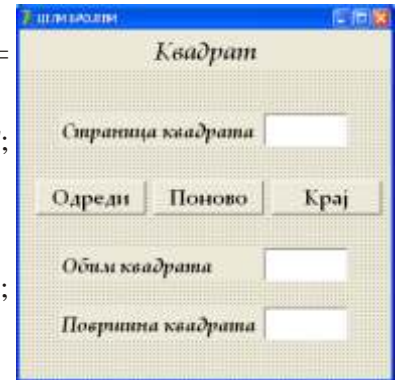 Квадрат
Страница квадрата
;
Одреди Поново Крај
Обим квадрата
;
Површина квадрата